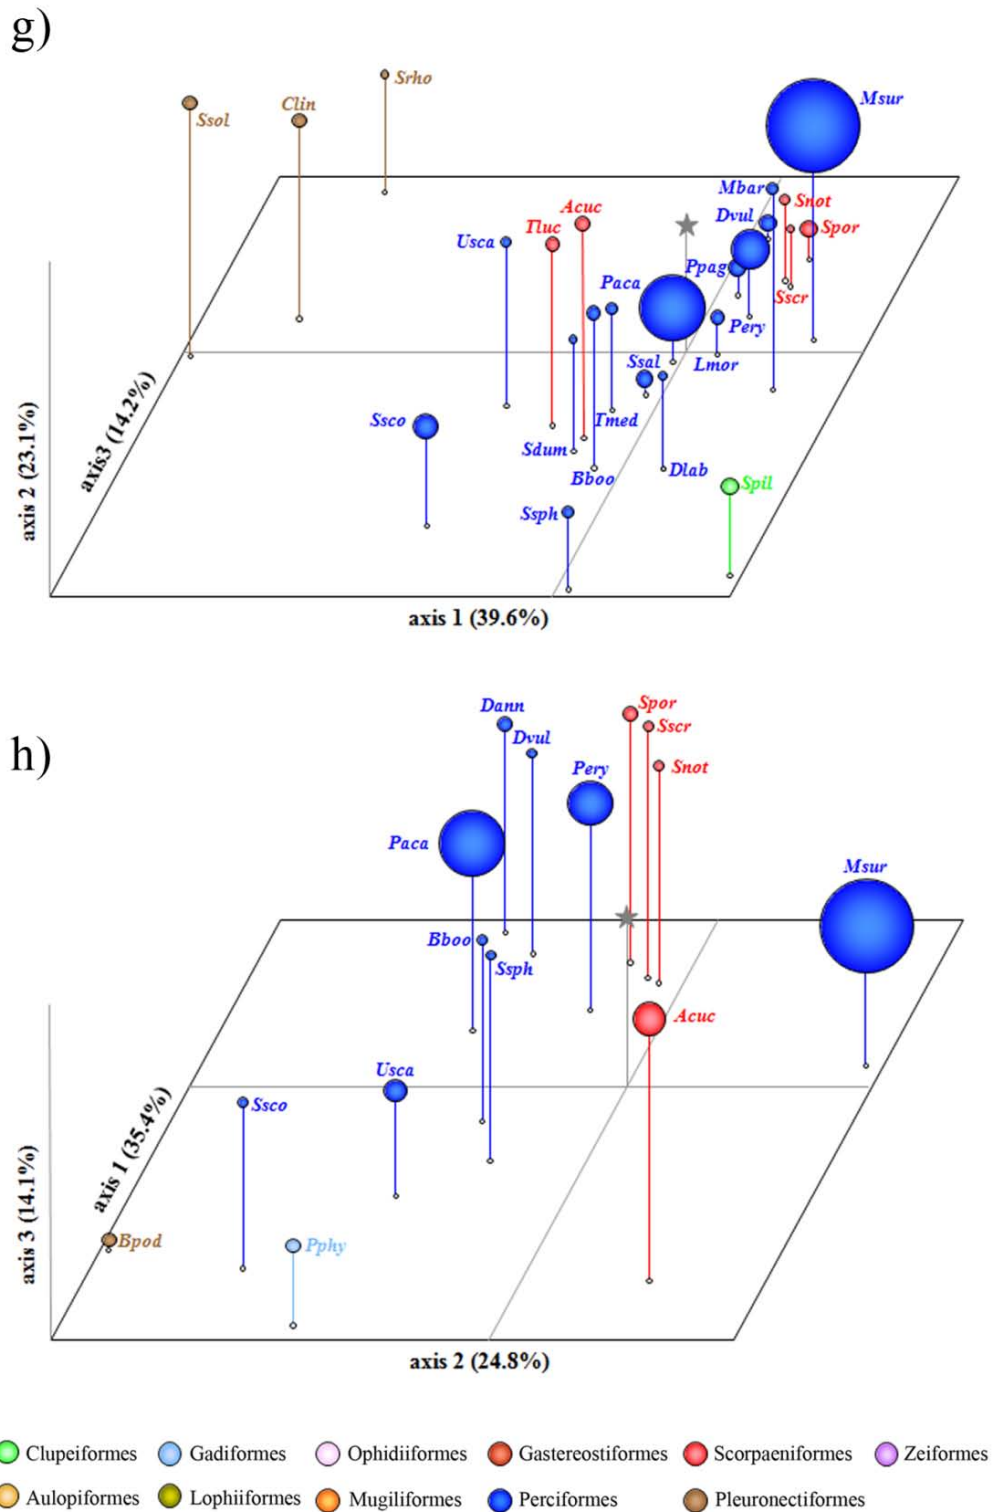 g)
Srho
Ssol
Clin
Msur
Mbar
Snot
Acuc
Dvul
Spor
Tluc
Usca
Ppag
Paca
Sscr
Pery
Ssal
Lmor
Ssco
Tmed
Sdum
Bboo
Dlab
Spil
Ssph
axis3 (14.2%)
axis 2 (23.1%)
axis 1 (39.6%)
h)
Dann
Spor
Sscr
Dvul
Pery
Snot
Paca
Msur
Bboo
Ssph
Acuc
Usca
Ssco
axis 1 (35.4%)
axis 3 (14.1%)
Bpod
Pphy
axis 2 (24.8%)
Clupeiformes Gadiformes Ophidiiformes Gastereostiformes Scorpaeniformes Zeiformes
Aulopiformes Lophiiformes Mugiliformes Perciformes Pleuronectiformes